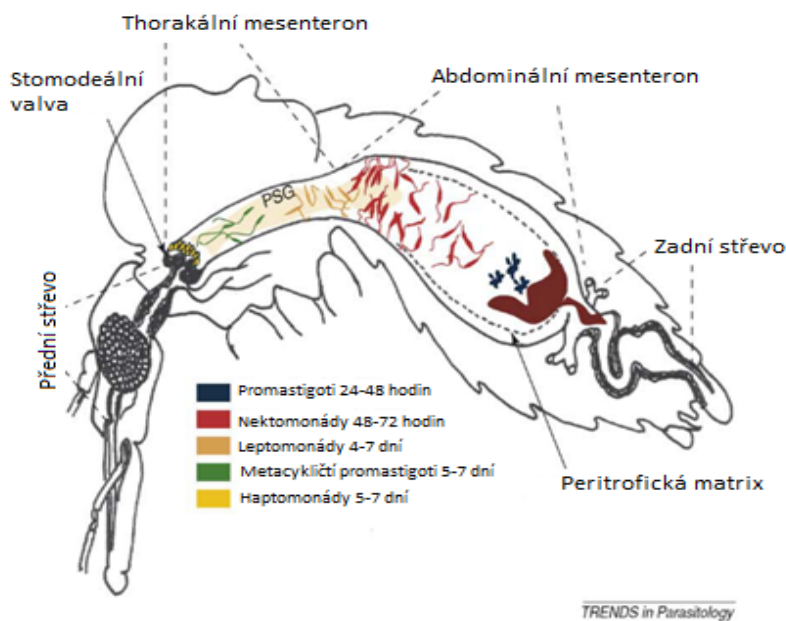 Thorakální mesenteron
Stomodeální
valva
Abdominální mesenteron
PSG
Zadní střevo
Přední střevo
Promastigoti 24-48 hodin
Nektomonády 48-72 hodin
Leptomonády 4-7 dní
Metacykličtí promastigoti 5-7 dní
Haptomonády 5-7 dní
Peritrofická matrix
TRENDS in Parasitology